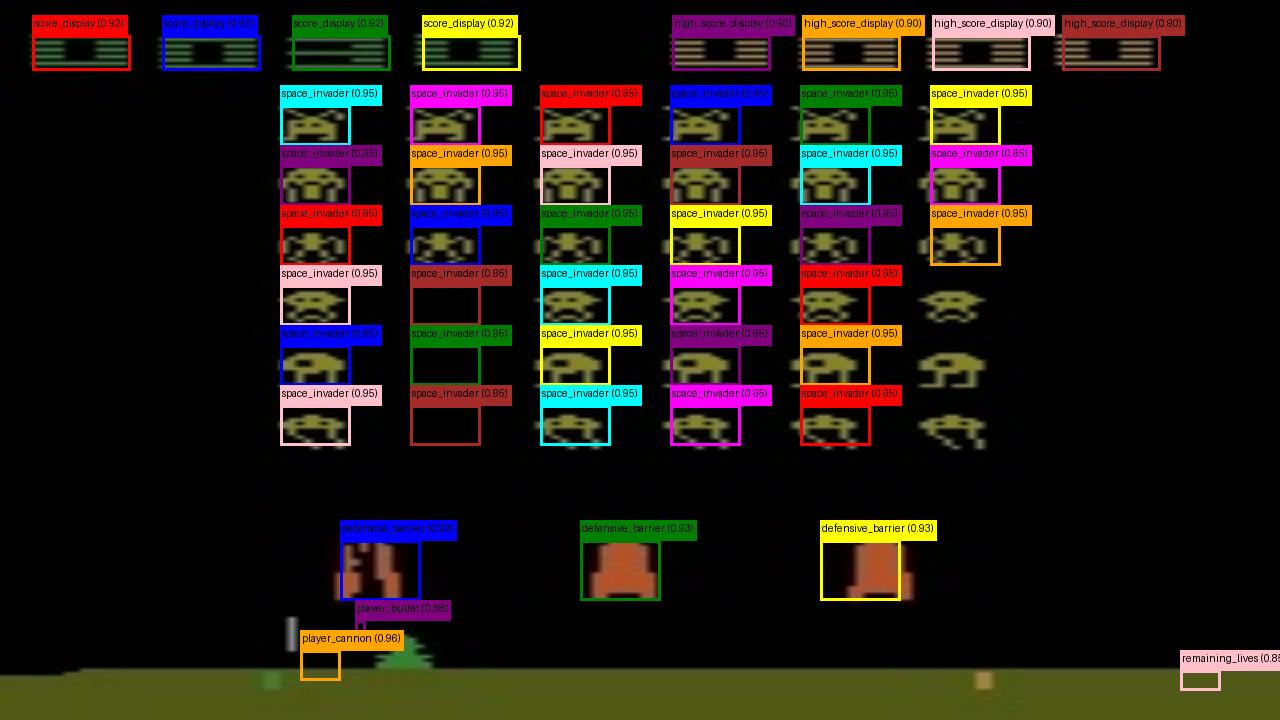 score_display (0.92) score_display (0.92) score_display (0.92) score_display (0.92) high_score_display (0.90) high_score_display (0.90) high_score_display (0.90) high_score_display (0.90)
space_invader (0.95) space_invader (0.95) space_invader (0.95) space_invader (0.95) space_invader (0.95) space_invader (0.95)
space_invader (0.95) space_invader (0.95) space_invader (0.95) space_invader (0.95) space_invader (0.95) space_invader (0.95)
space_invader (0.95) space_invader (0.95) space_invader (0.95) space_invader (0.95) space_invader (0.95) space_invader (0.95)
space_invader (0.95) space_invader (0.95) space_invader (0.95) space_invader (0.95) space_invader (0.95)
space_invader (0.95) space_invader (0.95) space_invader (0.95) space_invader (0.95) space_invader (0.95)
space_invader (0.95) space_invader (0.95) space_invader (0.95) space_invader (0.95) space_invader (0.95)
defensive_barrier (0.93) defensive_barrier (0.93) defensive_barrier (0.93)
player_bullet (0.88)
player_cannon (0.96)
remaining_lives